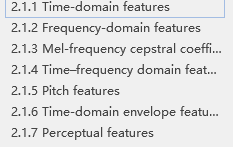 2.1.1 Time-domain features
2.1.2 Frequency-domain features
2.1.3 Mel-frequency cepstral coeffi...
2.1.4 Time–frequency domain feat...
2.1.5 Pitch features
2.1.6 Time-domain envelope featu...
2.1.7 Perceptual features